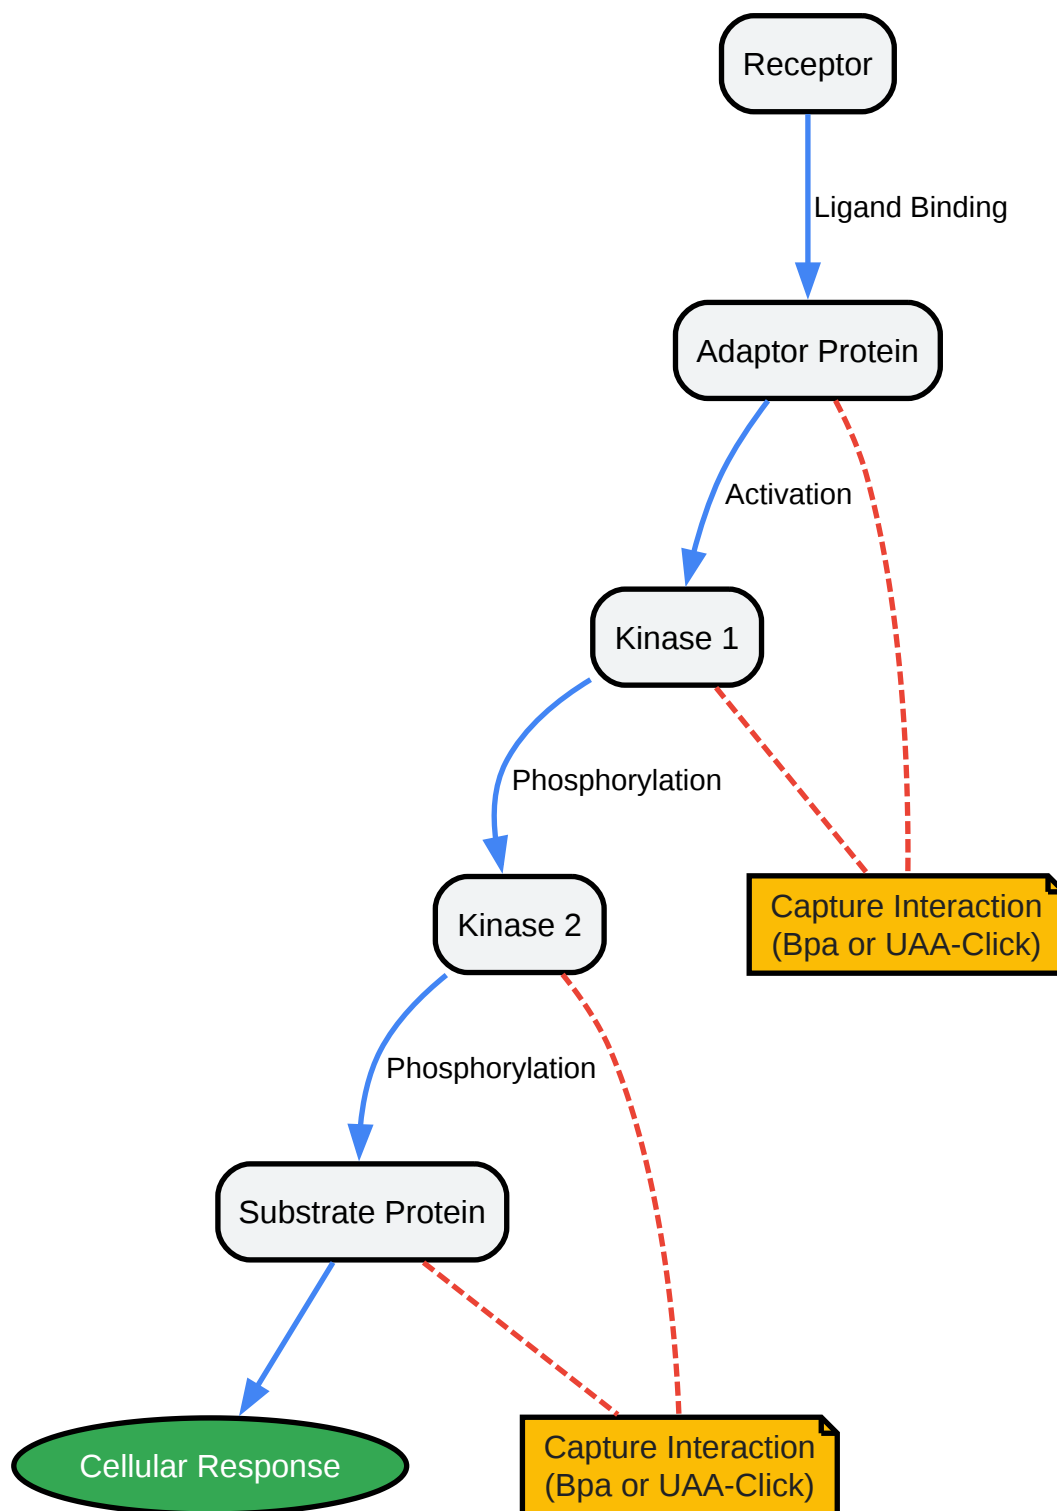 Receptor
Ligand Binding
Adaptor Protein
Activation
Kinase 1
Phosphorylation
Capture Interaction
(Bpa or UAA-Click)
Kinase 2
Phosphorylation
Substrate Protein
Capture Interaction
(Bpa or UAA-Click)
Cellular Response